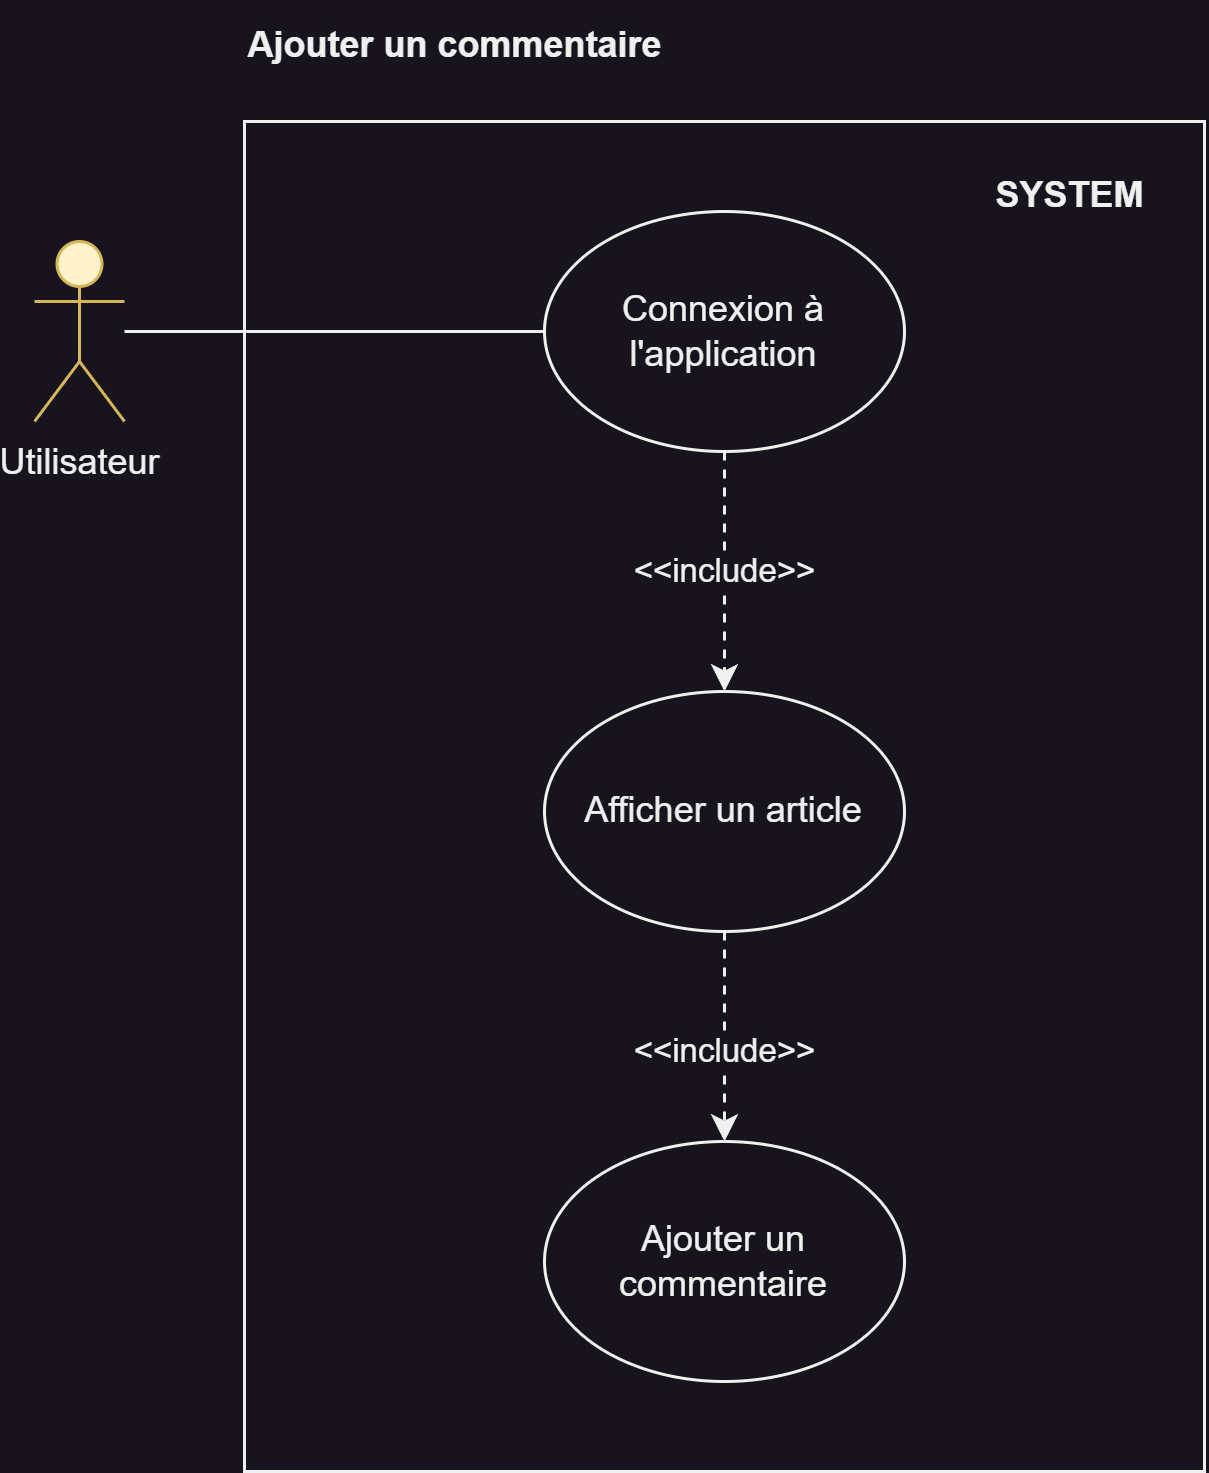 Ajouter un commentaire
SYSTEM
Connexion à
l'application
Utilisateur
<<include>>
Afficher un article
<<include>>
Ajouter un
commentaire